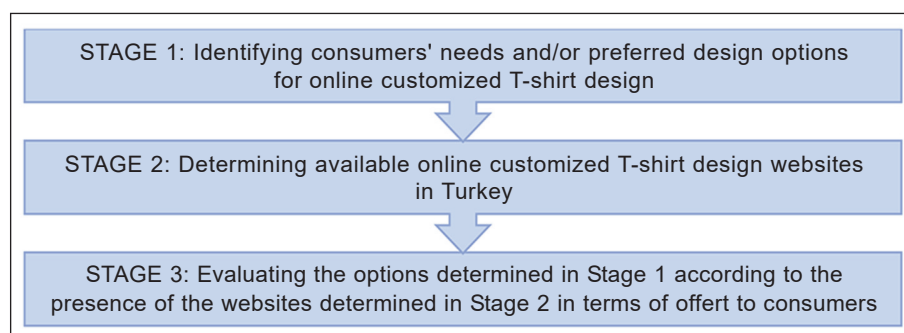 STAGE 1: Identifying consumers' needs and/or preferred design options
for online customized T-shirt design
STAGE 2: Determining available online customized T-shirt design websites
in Turkey
STAGE 3: Evaluating the options determined in Stage 1 according to the
presence of the websites determined in Stage 2 in terms of offert to consumers